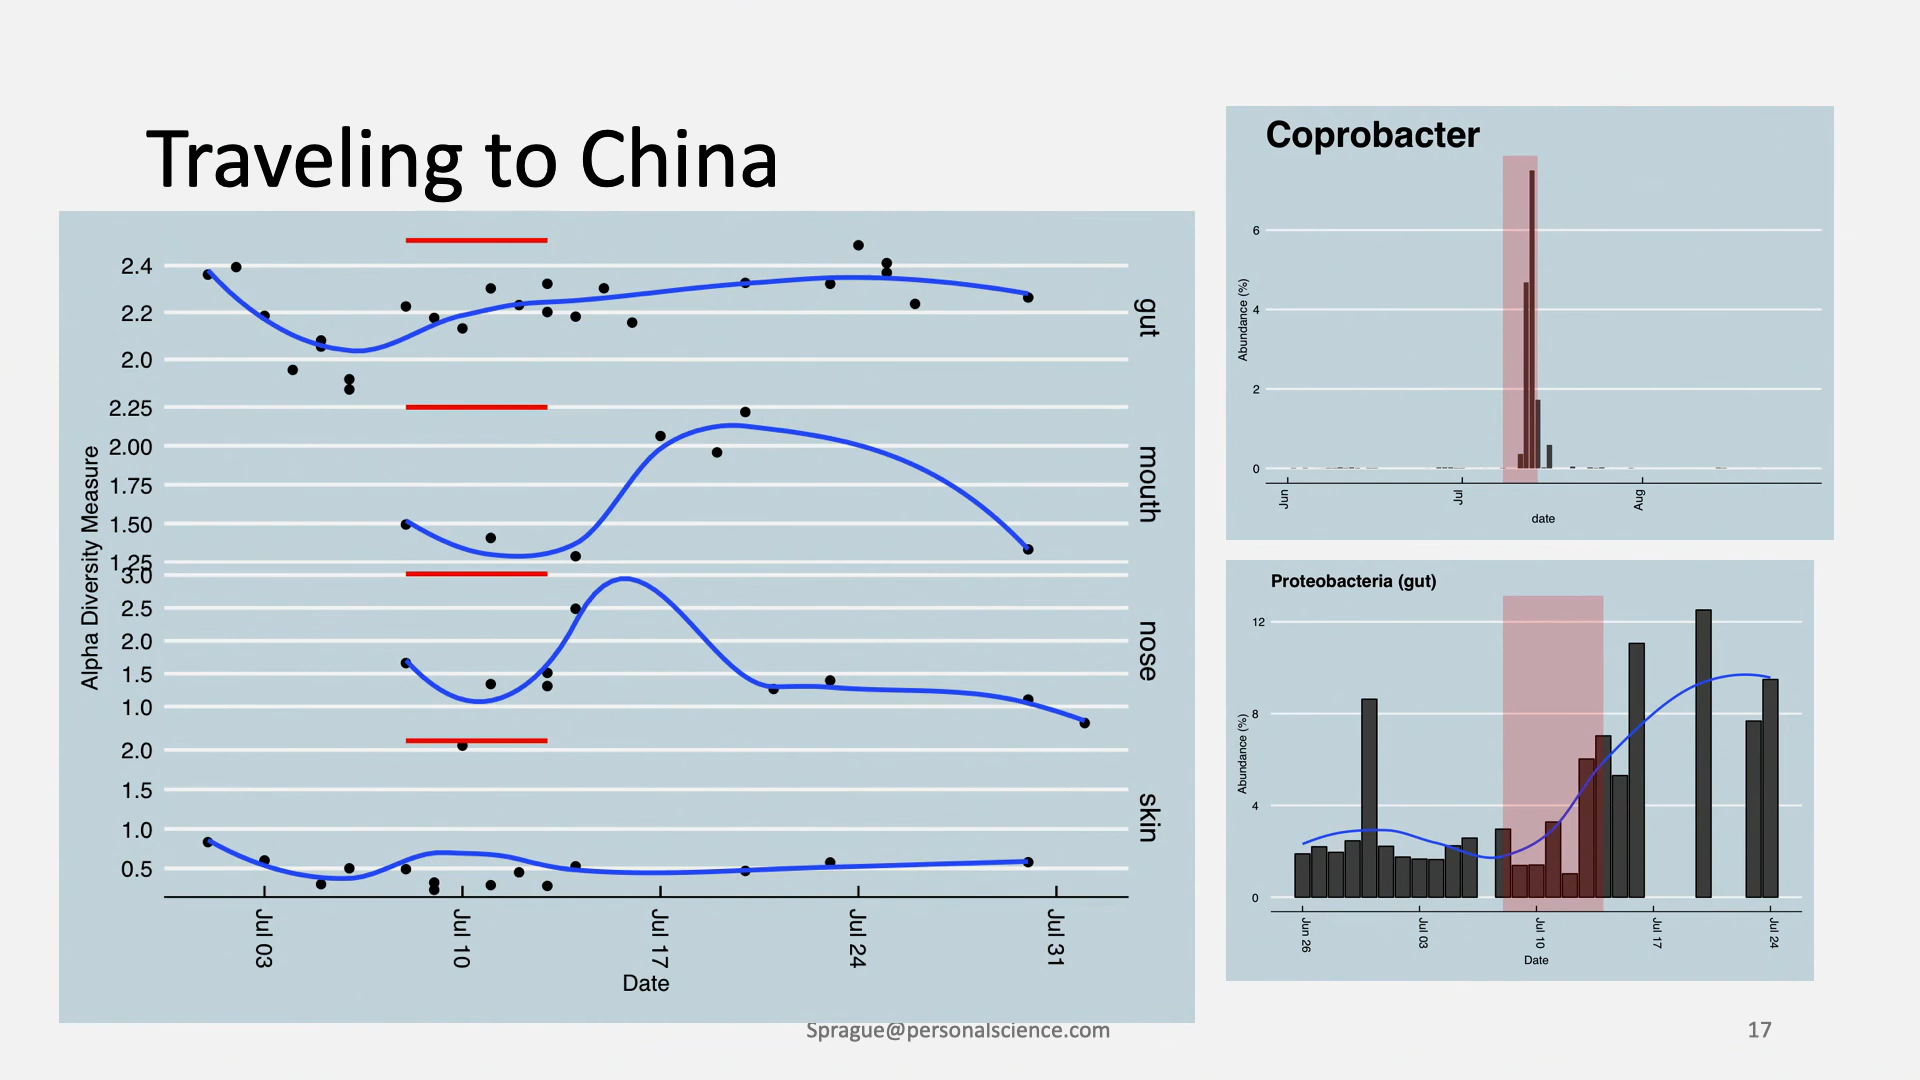 Traveling to China
Alpha Diversity Measure
2.4
2.2
2.0
gut
2.25
2.00
1.75
1.50
1.25
mouth
3.0
2.5
2.0
1.5
1.0
nose
2.0
1.5
1.0
0.5
skin
Jul 03
Jul 10
Jul 17
Jul 24
Jul 31
Date
Coprobacter
Abundance (%)
6
4
2
0
Jun
Jul
Aug
date
Proteobacteria (gut)
Abundance (%)
12
8
4
0
Jun 26
Jul 03
Jul 10
Jul 17
Jul 24
Date
Sprague@personalscience.com
17